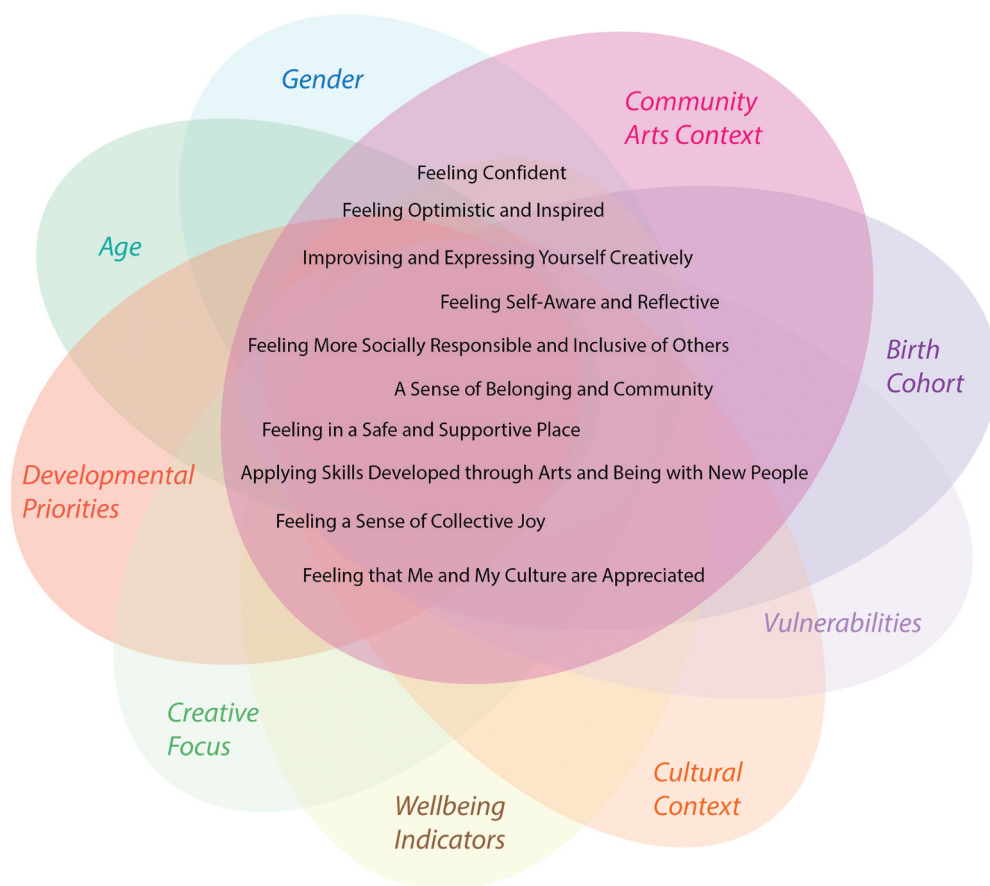 Gender
Community
Arts Context
Feeling Confident
Feeling Optimistic and Inspired
Age
Improvising and Expressing Yourself Creatively
Feeling Self-Aware and Reflective
Feeling More Socially Responsible and Inclusive of Others
Birth
Cohort
A Sense of Belonging and Community
Feeling in a Safe and Supportive Place
Developmental
Priorities
Applying Skills Developed through Arts and Being with New People
Feeling a Sense of Collective Joy
Feeling that Me and My Culture are Appreciated
Vulnerabilities
Creative
Focus
Cultural
Context
Wellbeing
Indicators